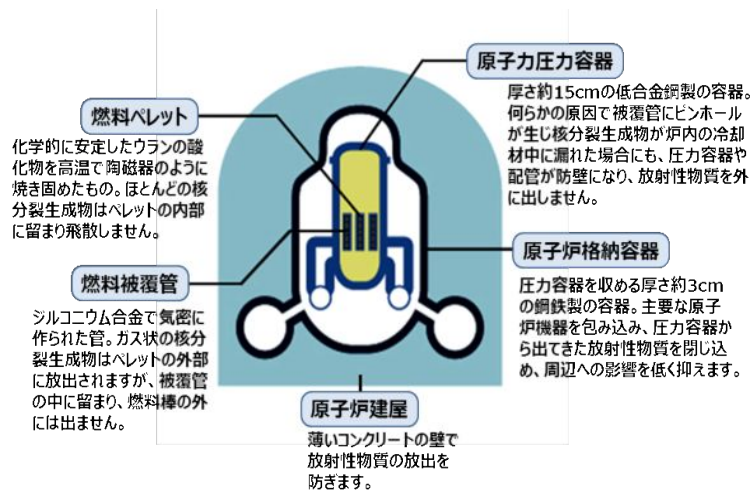 原子力圧力容器
厚さ約15cmの低合金鋼製の容器。
何らかの原因で被覆管にピンホール
が生じ核分裂生成物が炉内の冷却
材中に漏れた場合にも、圧力容器や
配管が防壁になり、放射性物質を外
に出しません。
燃料ペレット
化学的に安定したウランの酸
化物を高温で陶磁器のように
焼き固めたもの。ほとんどの核
分裂生成物はペレットの内部
に留まり飛散しません。
原子炉格納容器
圧力容器を収める厚さ約3cm
の鋼鉄製の容器。主要な原子
炉機器を包み込み、圧力容器か
ら出てきた放射性物質を閉じ込
め、周辺への影響を低く抑えます。
燃料被覆管
ジルコニウム合金で気密に
作られた管。ガス状の核分
裂生成物はペレットの外部
に放出されますが、被覆管
の中に留まり、燃料棒の外
には出ません。
原子炉建屋
薄いコンクリートの壁で
放射性物質の放出を
防ぎます。